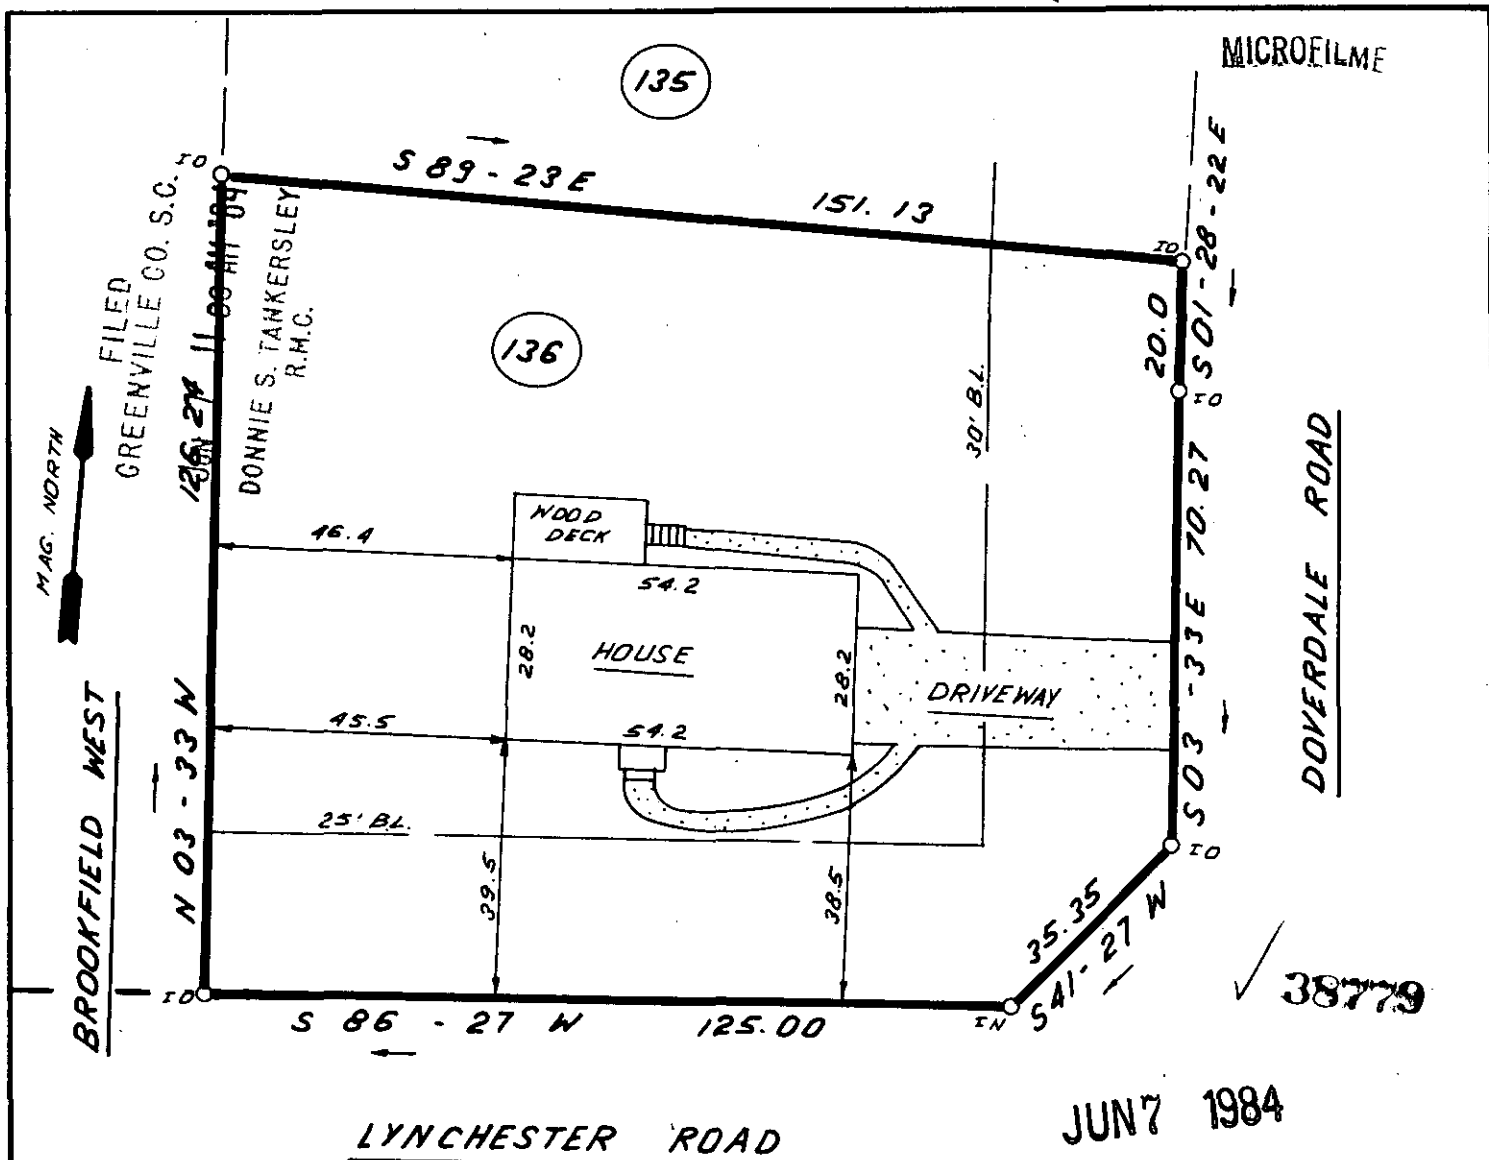 MICROFILME
135
IO
S 89 - 23 E
151. 13
IO
S 01 - 28 - 22 E
20.0
IO
FILED
GREENVILLE CO. S.C.
DONNIE S. TANKERSLEY
R.M.C.
136
30' B.L.
126.27
MAG. NORTH
WOOD
DECK
46.4
54.2
28.2
HOUSE
28.2
DRIVEWAY
45.5
54.2
S 03 - 33 E 70.27
DOVERDALE ROAD
BROOKFIELD WEST
N 03 - 33 W
25' B.L.
39.5
38.5
IO
35.35
S 41 - 27 W
IO
S 86 - 27 W 125.00
IN
38779
JUN 7 1984
LYNCHESTER ROAD